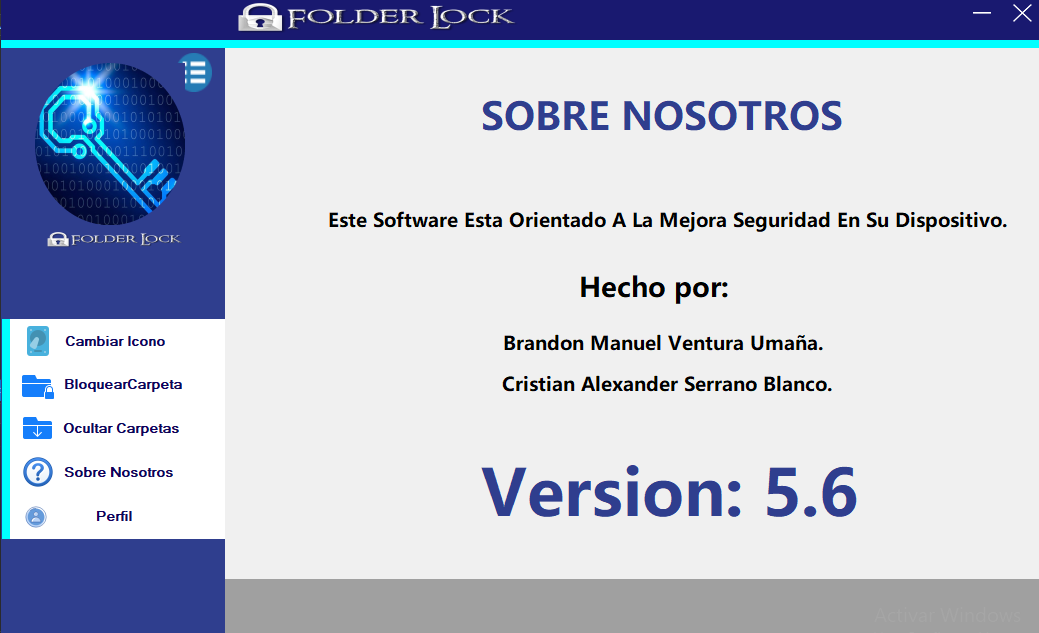 FOLDER LOCK
FOLDER LOCK
Cambiar Icono
BloquearCarpeta
Ocultar Carpetas
Sobre Nosotros
Perfil
SOBRE NOSOTROS
Este Software Esta Orientado A La Mejora Seguridad En Su Dispositivo.
Hecho por:
Brandon Manuel Ventura Umaña.
Cristian Alexander Serrano Blanco.
Version: 5.6
Activar Windows